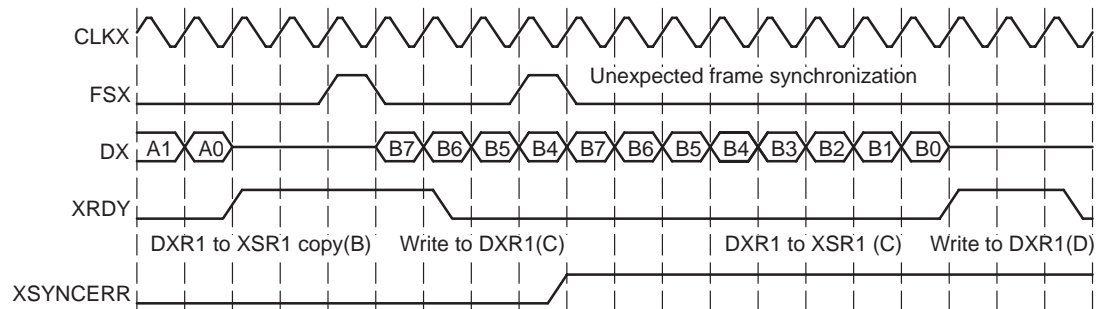 CLKX
Unexpected frame synchronization
FSX
DX A1 A0 B7 B6 B5 B4 B7 B6 B5 B4 B3 B2 B1 B0
XRDY
DXR1 to XSR1 copy(B) Write to DXR1(C) DXR1 to XSR1 (C) Write to DXR1(D)
XSYNCERR